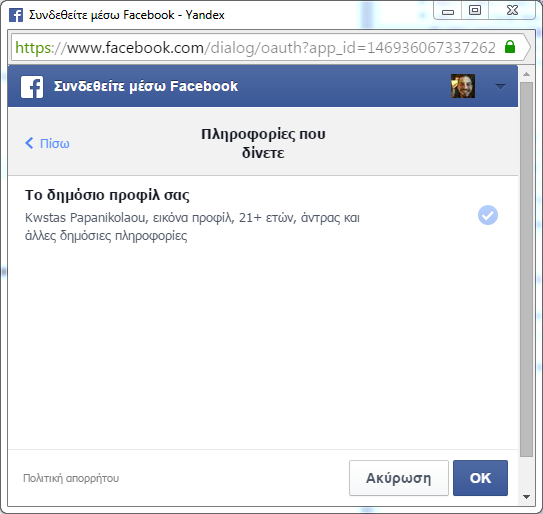 Συνδεθείτε μέσω Facebook - Yandex
https://www.facebook.com/dialog/oauth?app_id=146936067337262
Συνδεθείτε μέσω Facebook
Πίσω
Πληροφορίες που
δίνετε
Το δημόσιο προφίλ σας
Kwstas Papanikolaou, εικόνα προφίλ, 21+ ετών, άντρας και
άλλες δημόσιες πληροφορίες
Πολιτική απορρήτου
Ακύρωση
OK